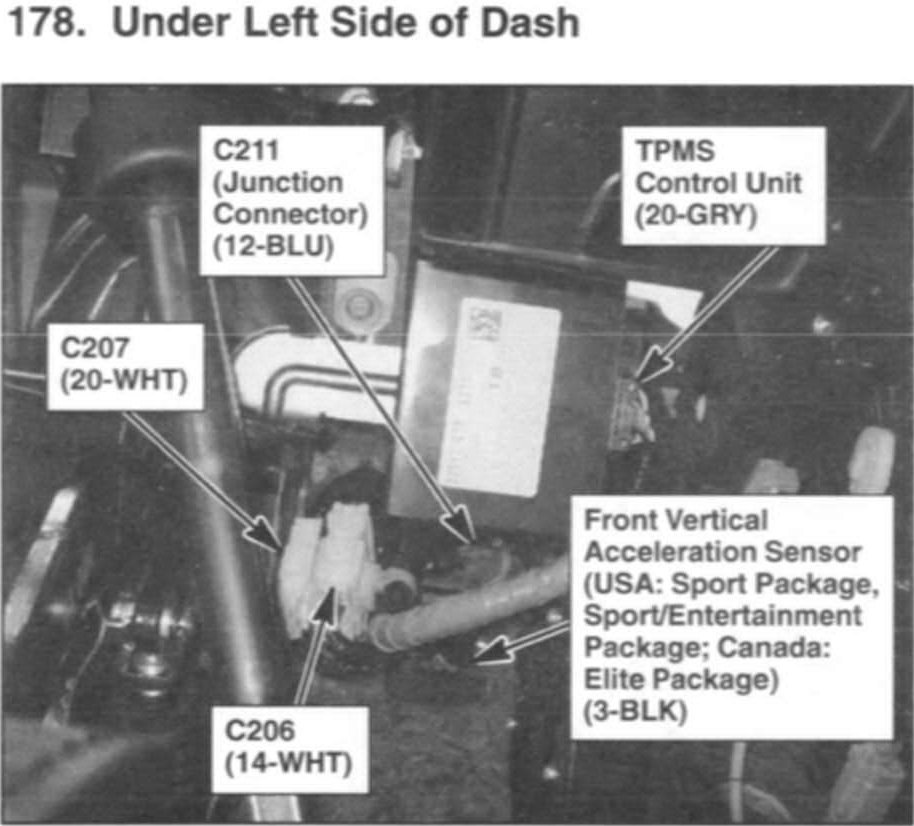 178. Under Left Side of Dash
C211
(Junction
Connector)
(12-BLU)
TPMS
Control Unit
(20-GRY)
C207
(20-WHT)
Front Vertical
Acceleration Sensor
(USA: Sport Package,
Sport/Entertainment
Package; Canada:
Elite Package)
(3-BLK)
C206
(14-WHT)